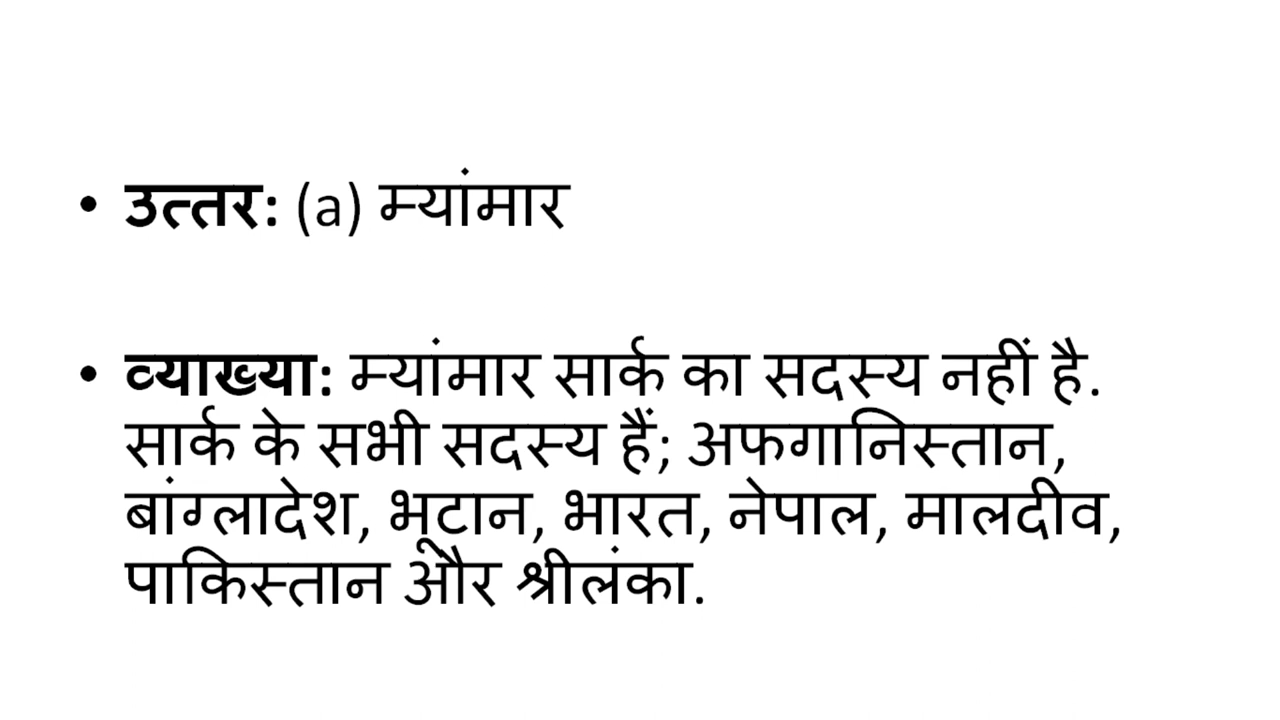 • उत्तर: (a) म्यांमार
• व्याख्या: म्यांमार सार्क का सदस्य नहीं है.
सार्क के सभी सदस्य हैं; अफगानिस्तान,
बांग्लादेश, भूटान, भारत, नेपाल, मालदीव,
पाकिस्तान और श्रीलंका.